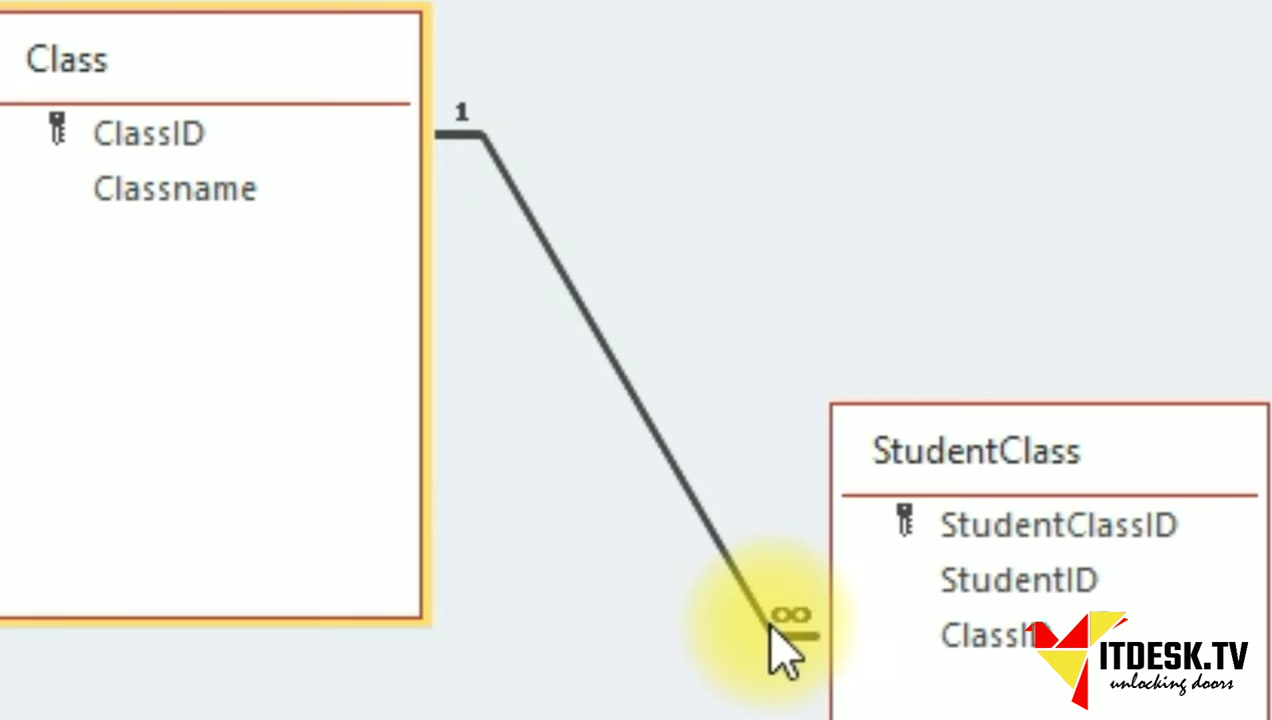 Class
ClassID
Classname
1
StudentClass
StudentClassID
StudentID
∞
ITDESK.TV
unlocking doors